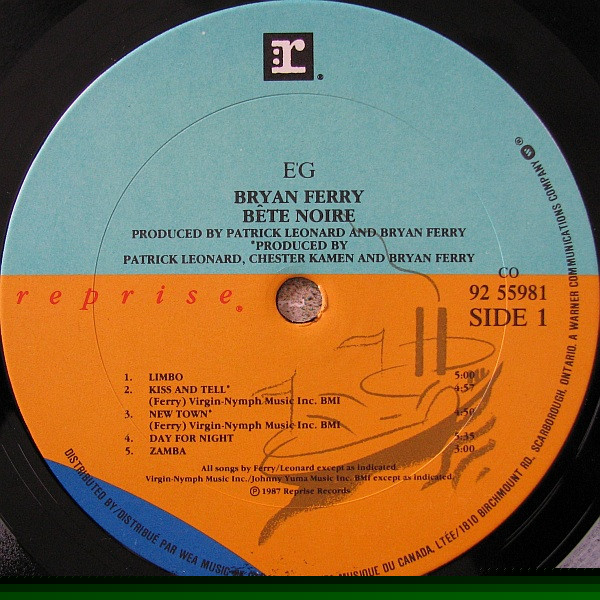 r
E'G
BRYAN FERRY
BÊTE NOIRE
PRODUCED BY PATRICK LEONARD AND BRYAN FERRY
*PRODUCED BY
PATRICK LEONARD, CHESTER KAMEN AND BRYAN FERRY
reprise
CO
92 55981
SIDE 1
1. LIMBO 5:00
2. KISS AND TELL* 4:57
(Ferry) Virgin-Nymph Music Inc. BMI
3. NEW TOWN* 4:50
(Ferry) Virgin-Nymph Music Inc. BMI
4. DAY FOR NIGHT 5:35
5. ZAMBA 3:00
All songs by Ferry/Leonard except as indicated.
Virgin-Nymph Music Inc./Johnny Yuma Music Inc. BMI except as indicated.
Ⓟ 1987 Reprise Records
DISTRIBUTED BY/DISTRIBUÉ PAR WEA MUSIC MUSIQUE DU CANADA, LTÉE/1810 BIRCHMOUNT RD., SCARBOROUGH, ONTARIO. A WARNER COMMUNICATIONS COMPANY